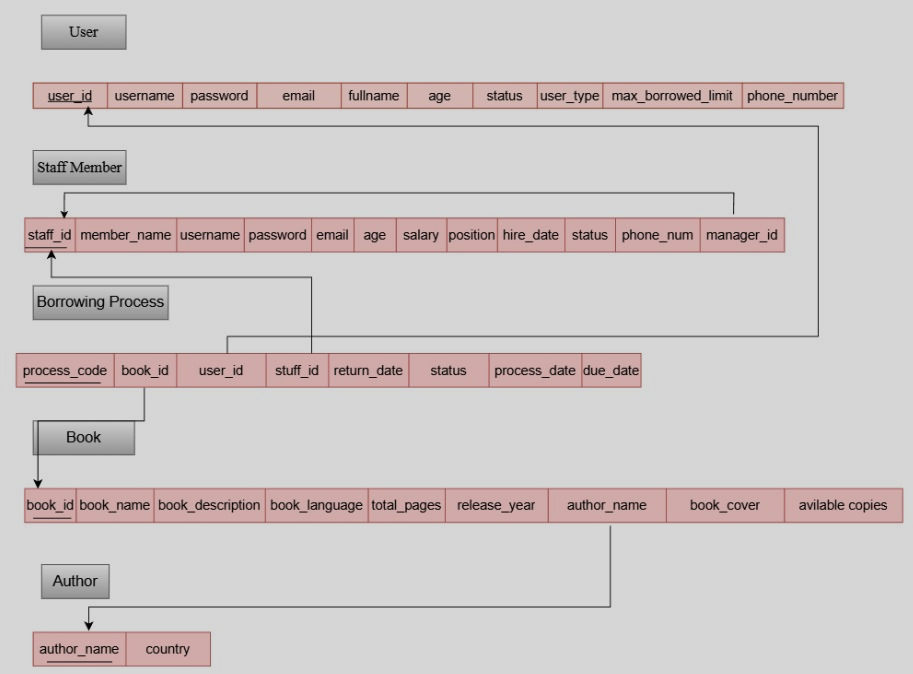 User
user_id username password email fullname age status user_type max_borrowed_limit phone_number
Staff Member
staff_id member_name username password email age salary position hire_date status phone_num manager_id
Borrowing Process
process_code book_id user_id stuff_id return_date status process_date due_date
Book
book_id book_name book_description book_language total_pages release_year author_name book_cover avilable copies
Author
author_name country